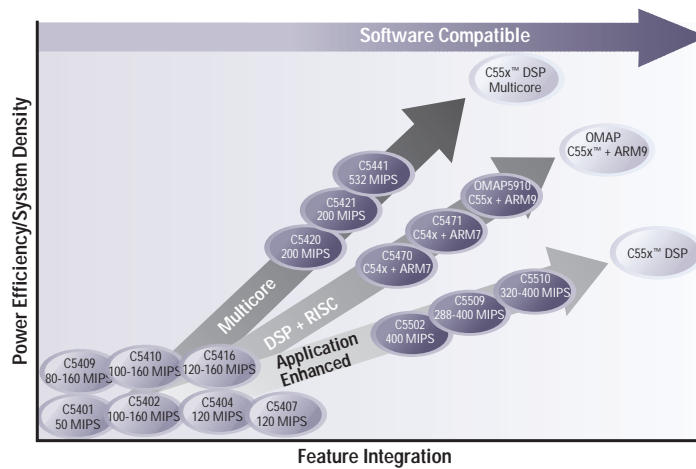 Software Compatible
Power Efficiency/System Density
C55x™ DSP
Multicore
OMAP
C55x™ + ARM9
C55x™ DSP
C5441
532 MIPS
C5421
200 MIPS
C5420
200 MIPS
OMAP5910
C55x + ARM9
C5471
C54x + ARM7
C5470
C54x + ARM7
C5510
320-400 MIPS
C5509
288-400 MIPS
C5502
400 MIPS
Multicore
DSP + RISC
Application
Enhanced
C5409
80-160 MIPS
C5410
100-160 MIPS
C5416
120-160 MIPS
C5401
50 MIPS
C5402
100-160 MIPS
C5404
120 MIPS
C5407
120 MIPS
Feature Integration